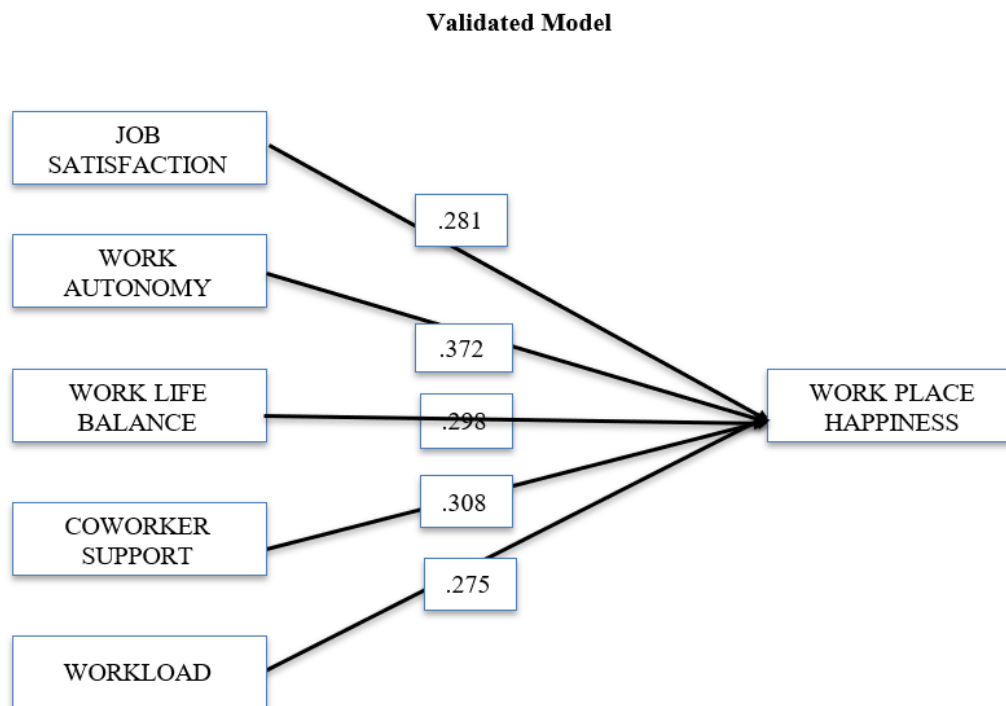 Validated Model
JOB
SATISFACTION
.281
WORK
AUTONOMY
.372
WORK LIFE
BALANCE
.298
WORK PLACE
HAPPINESS
COWORKER
SUPPORT
.308
.275
WORKLOAD